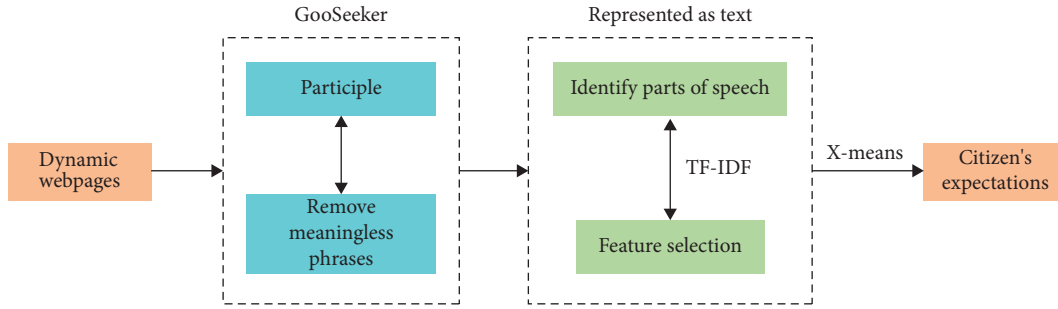 GooSeeker
Represented as text
Participle
Identify parts of speech
Dynamic
webpages
TF-IDF
X-means
Citizen's
expectations
Remove
meaningless
phrases
Feature selection